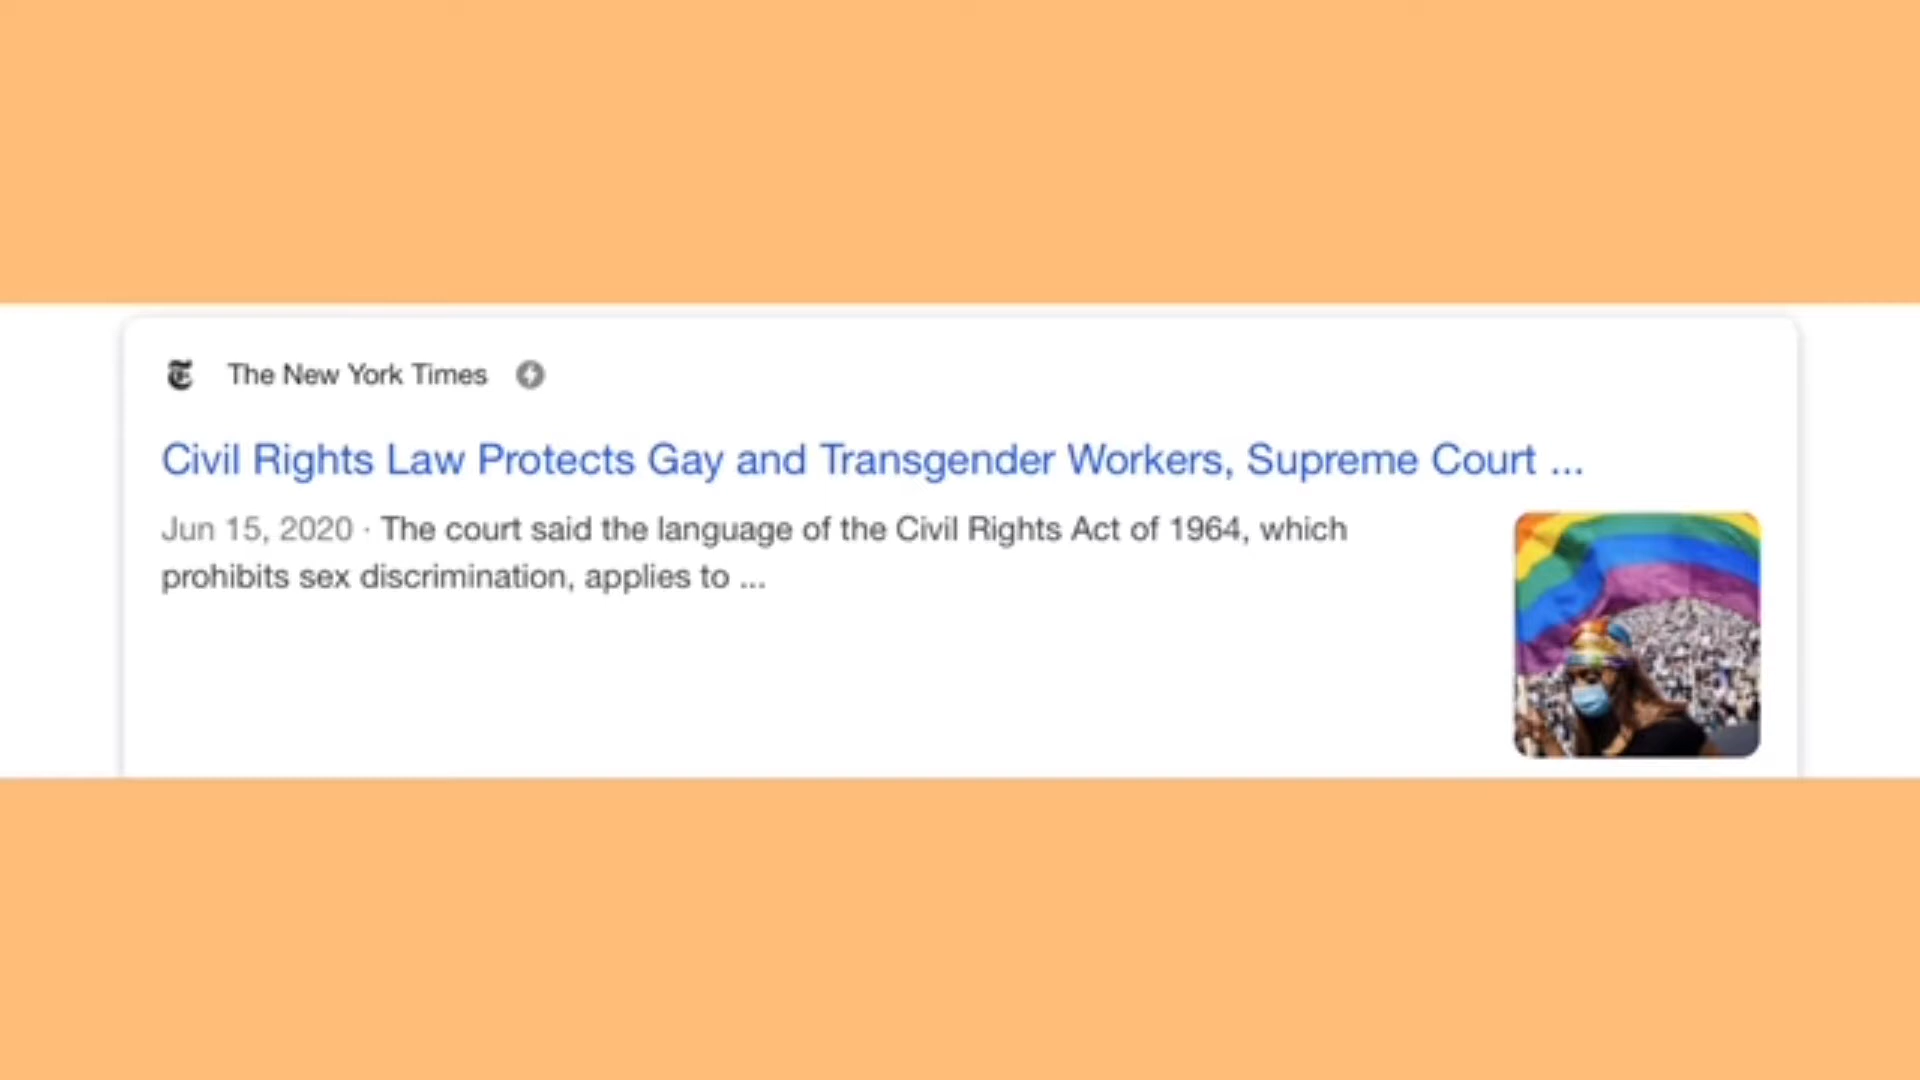 The New York Times
Civil Rights Law Protects Gay and Transgender Workers, Supreme Court ...
Jun 15, 2020 · The court said the language of the Civil Rights Act of 1964, which
prohibits sex discrimination, applies to ...